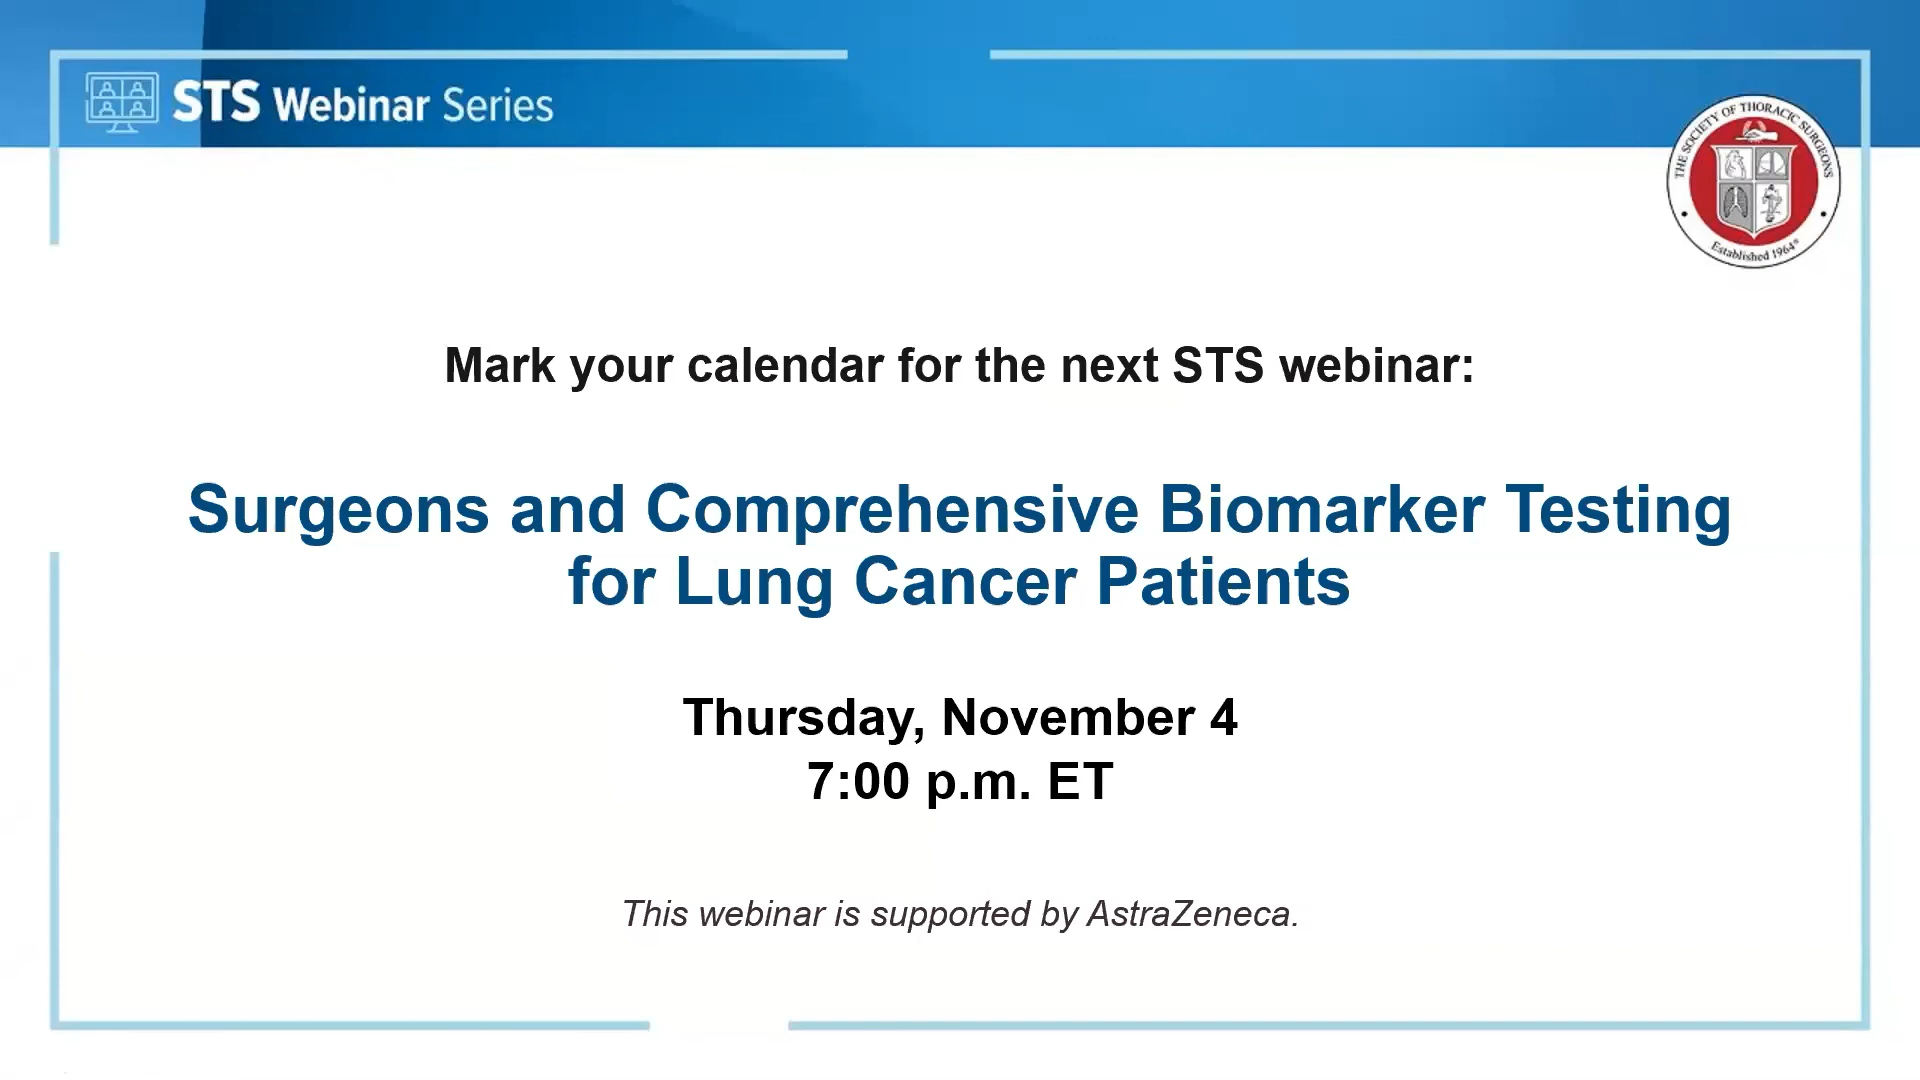 STS Webinar Series
THE SOCIETY OF THORACIC SURGEONS
Established 1964®
Mark your calendar for the next STS webinar:
Surgeons and Comprehensive Biomarker Testing
for Lung Cancer Patients
Thursday, November 4
7:00 p.m. ET
This webinar is supported by AstraZeneca.